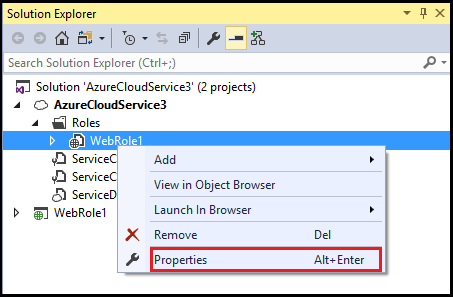 Solution Explorer
Search Solution Explorer (Ctrl+;)
Solution 'AzureCloudService3' (2 projects)
AzureCloudService3
Roles
WebRole1
ServiceC
ServiceC
ServiceD
WebRole1
Add
View in Object Browser
Launch In Browser
Remove Del
Properties Alt+Enter